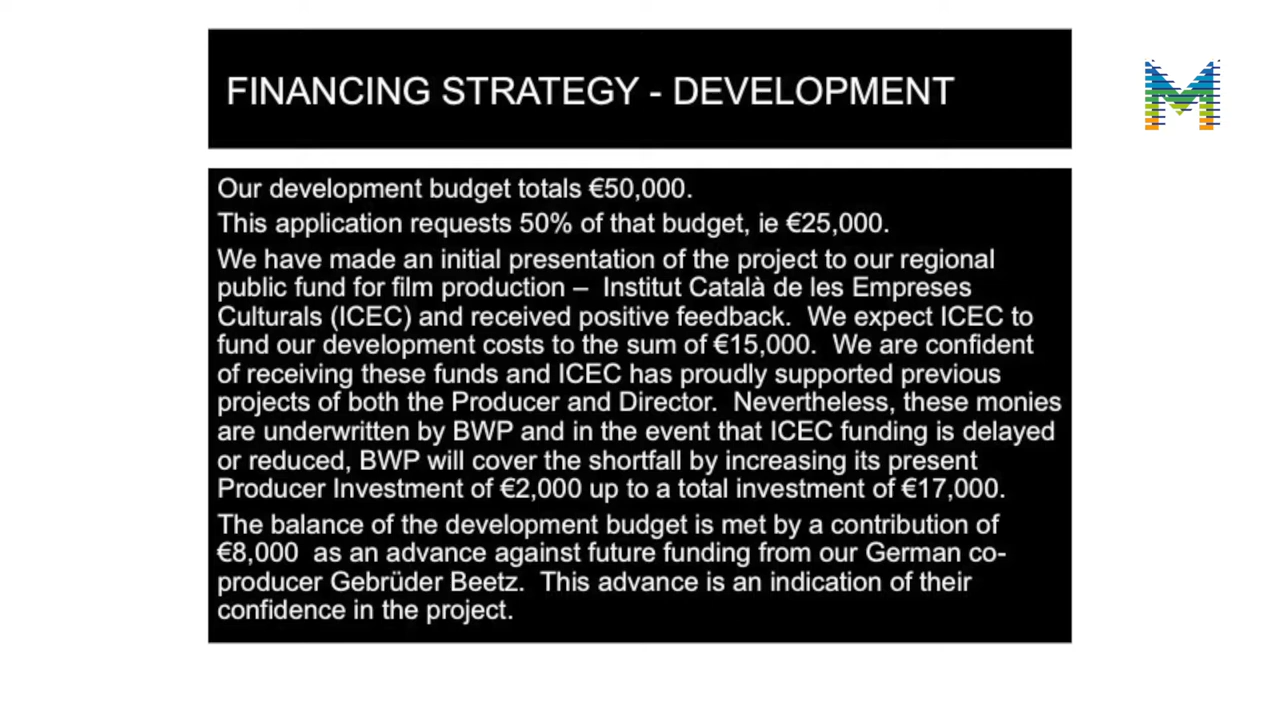 FINANCING STRATEGY - DEVELOPMENT
Our development budget totals €50,000.
This application requests 50% of that budget, ie €25,000.
We have made an initial presentation of the project to our regional
public fund for film production – Institut Català de les Empreses
Culturals (ICEC) and received positive feedback. We expect ICEC to
fund our development costs to the sum of €15,000. We are confident
of receiving these funds and ICEC has proudly supported previous
projects of both the Producer and Director. Nevertheless, these monies
are underwritten by BWP and in the event that ICEC funding is delayed
or reduced, BWP will cover the shortfall by increasing its present
Producer Investment of €2,000 up to a total investment of €17,000.
The balance of the development budget is met by a contribution of
€8,000 as an advance against future funding from our German co-
producer Gebrüder Beetz. This advance is an indication of their
confidence in the project.
M